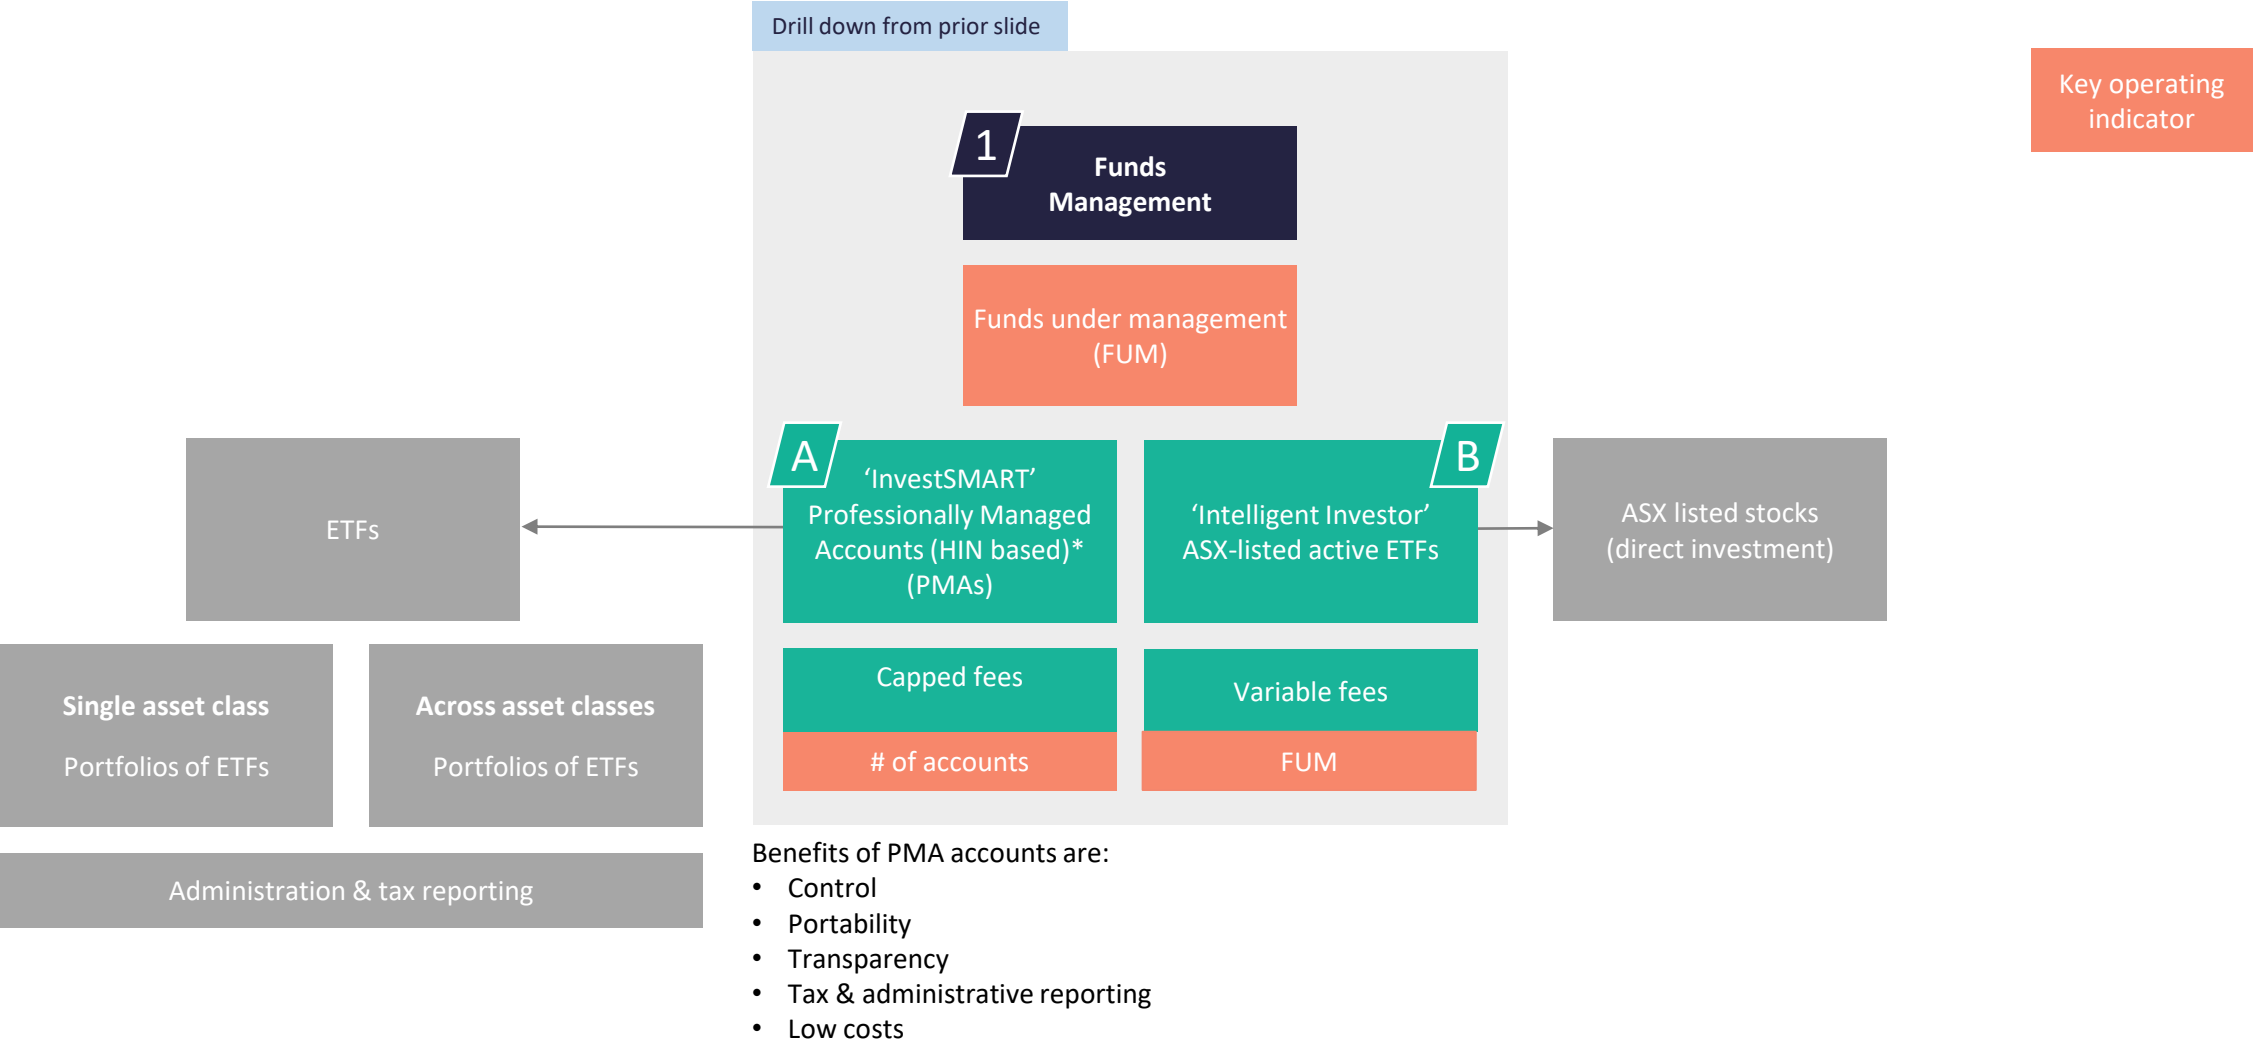 Drill down from prior slide
Key operating
indicator
1
Funds
Management
Funds under management
(FUM)
A
‘InvestSMART’
Professionally Managed
Accounts (HIN based)*
(PMAs)
B
‘Intelligent Investor’
ASX-listed active ETFs
ETFs
ASX listed stocks
(direct investment)
Single asset class
Portfolios of ETFs
Across asset classes
Portfolios of ETFs
Capped fees
# of accounts
Variable fees
FUM
Administration & tax reporting
Benefits of PMA accounts are:
• Control
• Portability
• Transparency
• Tax & administrative reporting
• Low costs